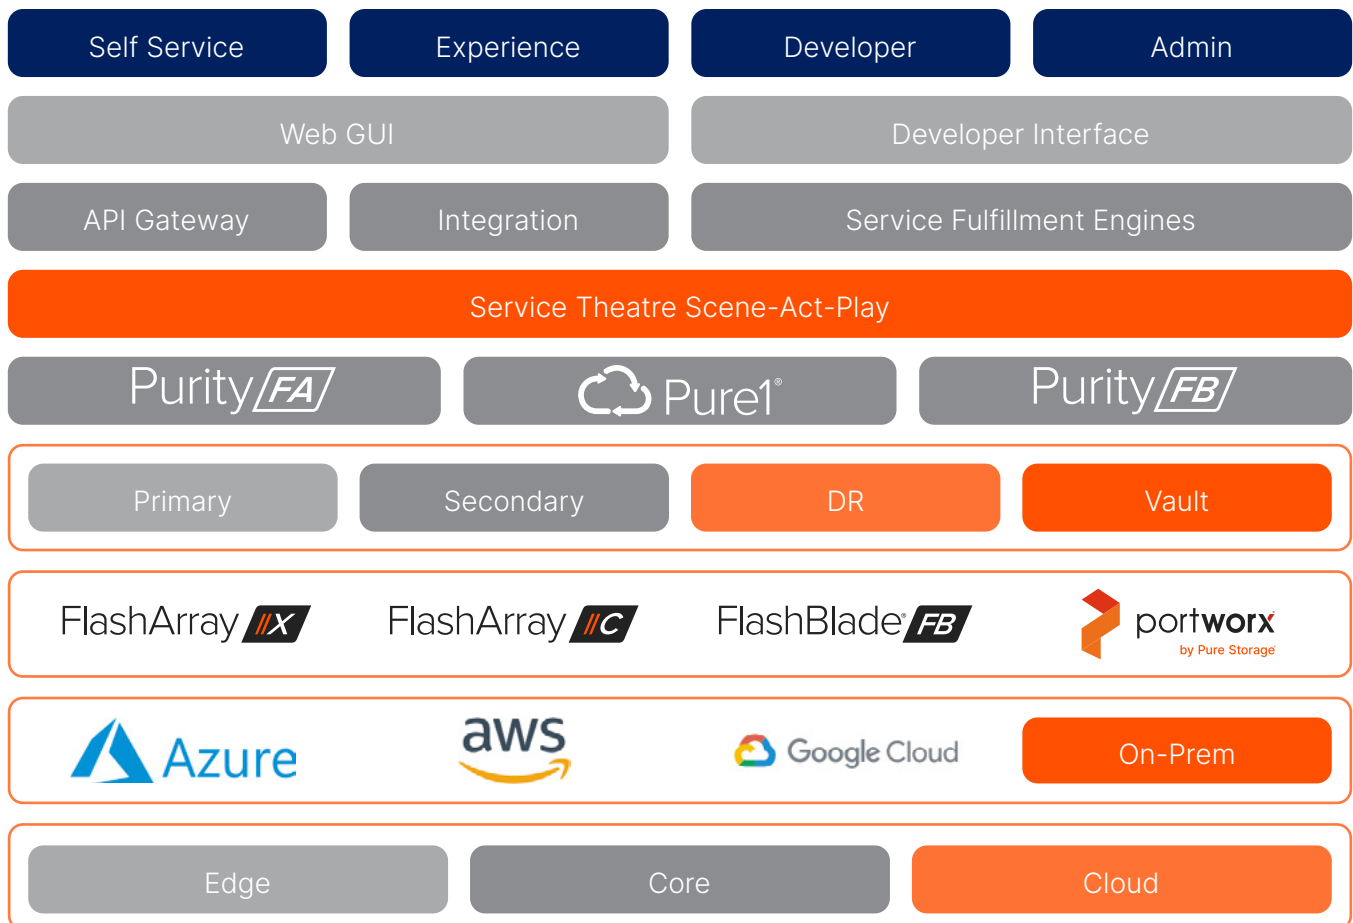 Self Service
Experience
Developer
Admin
Web GUI
Developer Interface
API Gateway
Integration
Service Fulfillment Engines
Service Theatre Scene-Act-Play
Purity//FA
Pure1®
Purity//FB
Primary
Secondary
DR
Vault
FlashArray //X
FlashArray //C
FlashBlade® FB
portworx
by Pure Storage
Azure
aws
Google Cloud
On-Prem
Edge
Core
Cloud